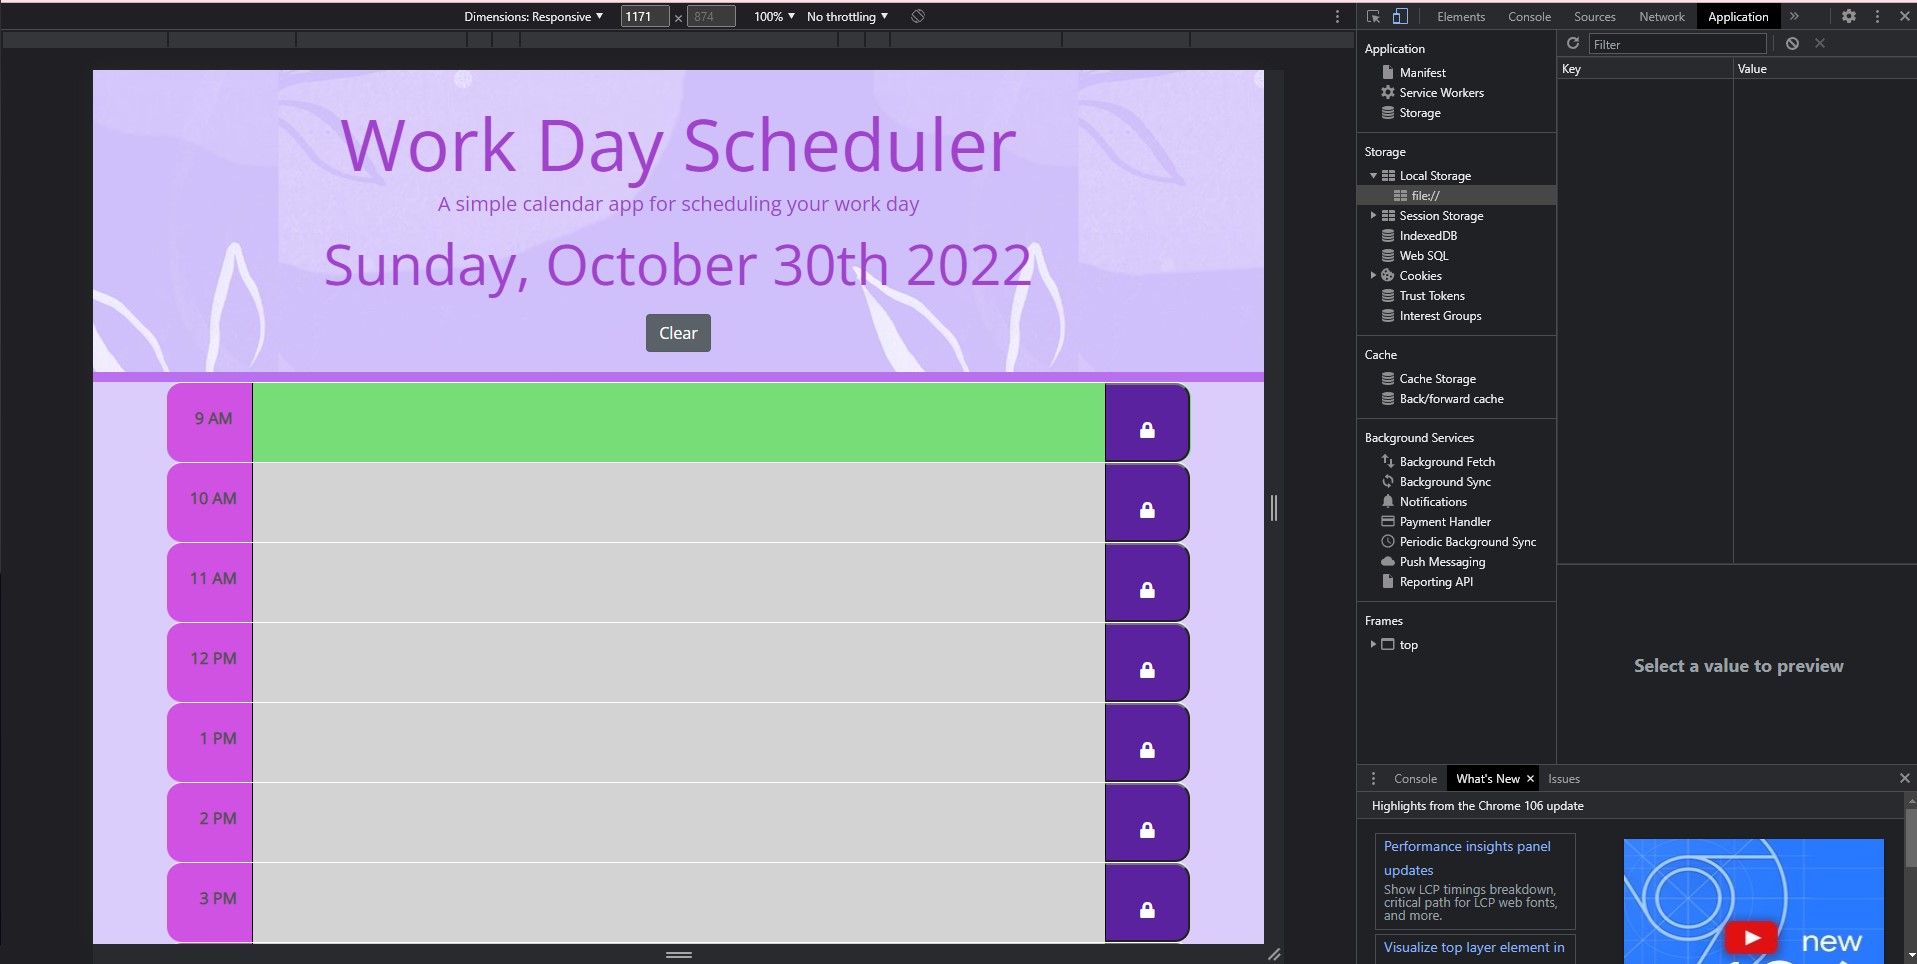 Dimensions: Responsive ▼ 1171 × 874 100% ▼ No throttling ▼
Elements Console Sources Network Application »
Work Day Scheduler
A simple calendar app for scheduling your work day
Sunday, October 30th 2022
Clear
9 AM
10 AM
11 AM
12 PM
1 PM
2 PM
3 PM
Application
Manifest
Service Workers
Storage
Storage
Local Storage
file://
Session Storage
IndexedDB
Web SQL
Cookies
Trust Tokens
Interest Groups
Cache
Cache Storage
Back/forward cache
Background Services
Background Fetch
Background Sync
Notifications
Payment Handler
Periodic Background Sync
Push Messaging
Reporting API
Frames
top
Filter
Key Value
Select a value to preview
Console What's New × Issues
Highlights from the Chrome 106 update
Performance insights panel
updates
Show LCP timings breakdown,
critical path for LCP web fonts,
and more.
Visualize top layer element in
new